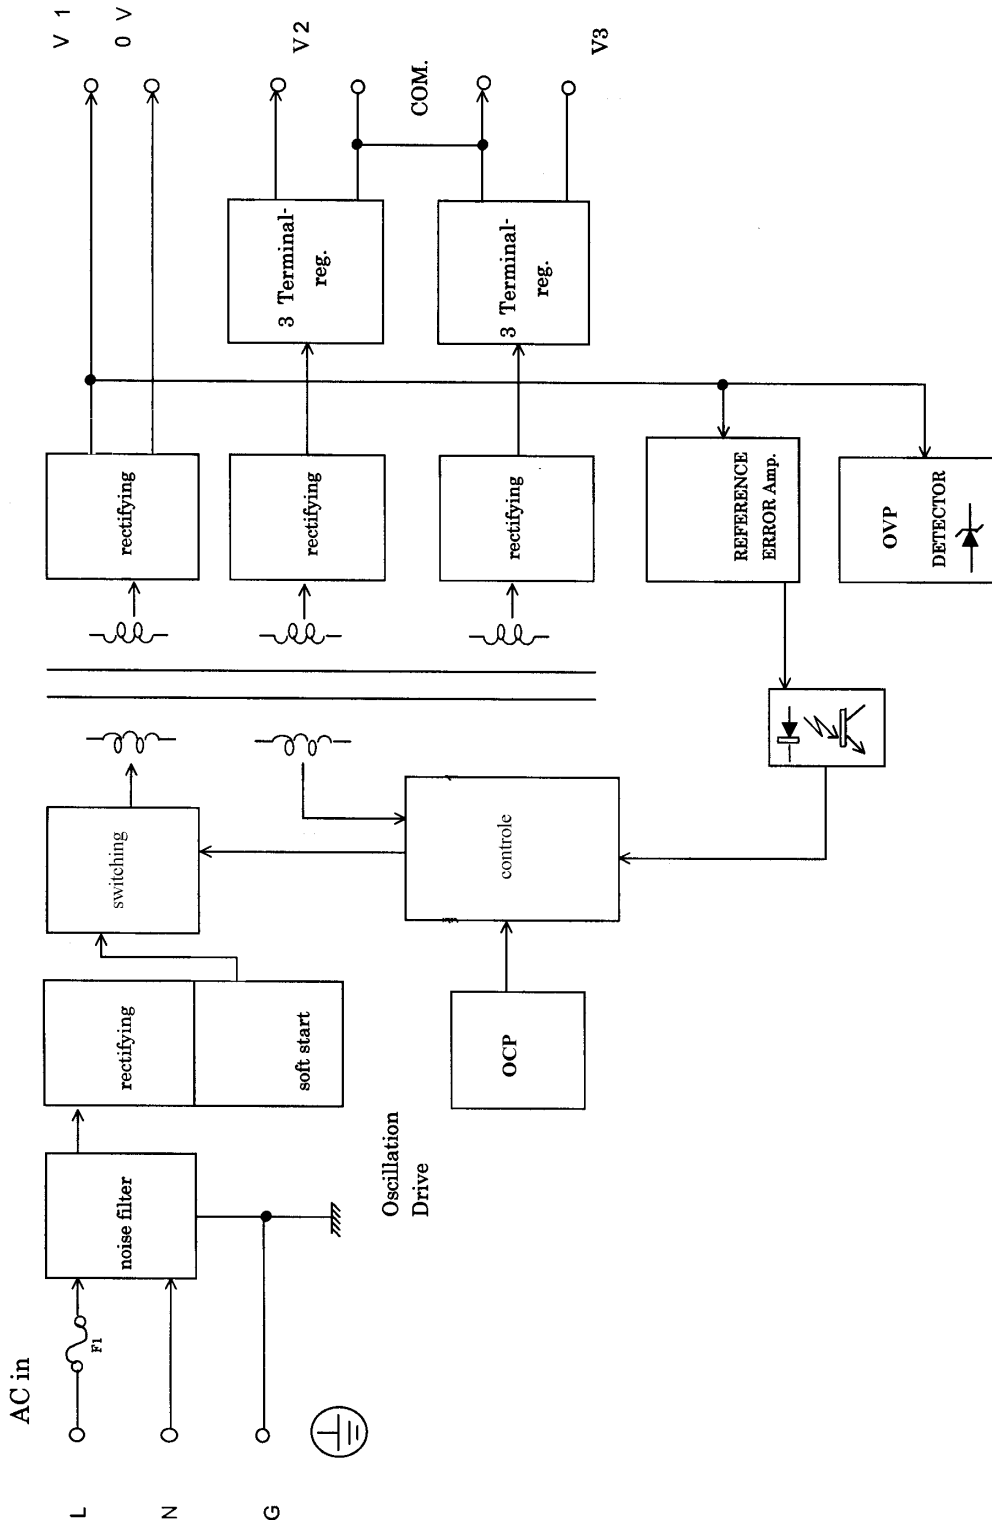 AC in
L
N
G
F1
noise filter
rectifying
soft start
Oscillation
Drive
switching
OCP
controle
rectifying
rectifying
rectifying
3 Terminal-
reg.
3 Terminal-
reg.
REFERENCE
ERROR Amp.
OVP
DETECTOR
V 1
0 V
V2
COM.
V3